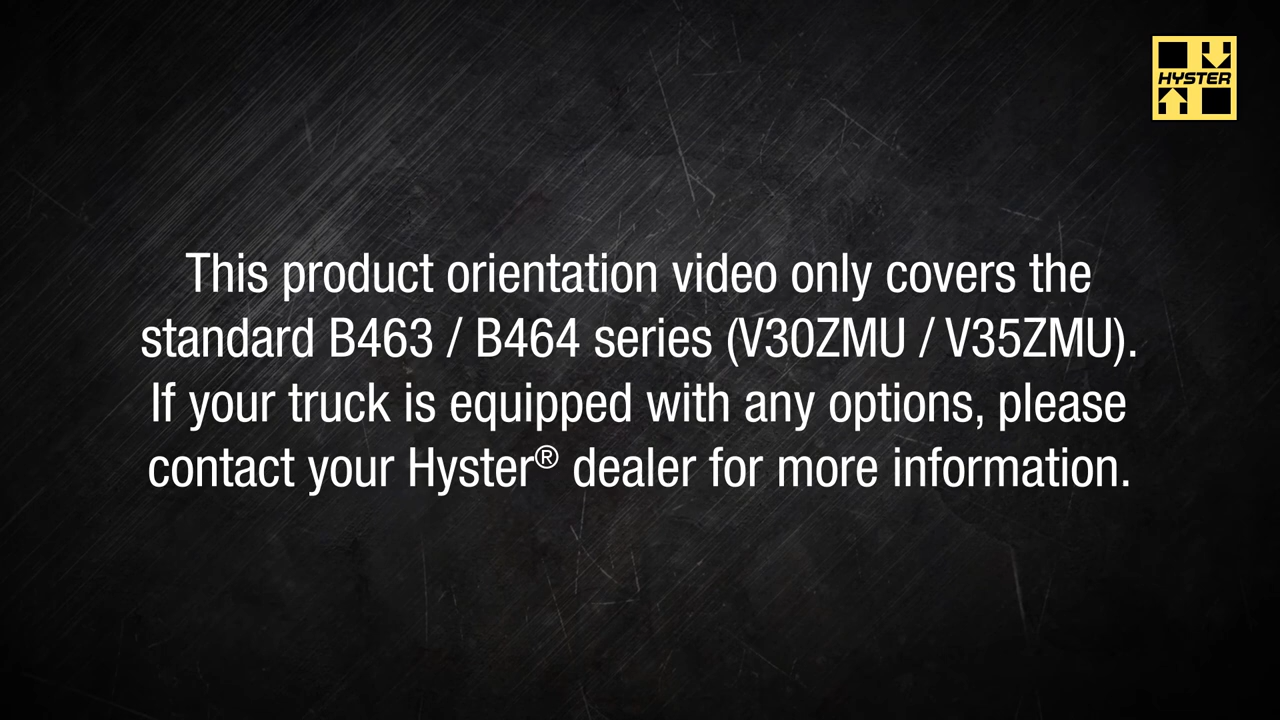 HYSTER
This product orientation video only covers the
standard B463 / B464 series (V30ZMU / V35ZMU).
If your truck is equipped with any options, please
contact your Hyster® dealer for more information.